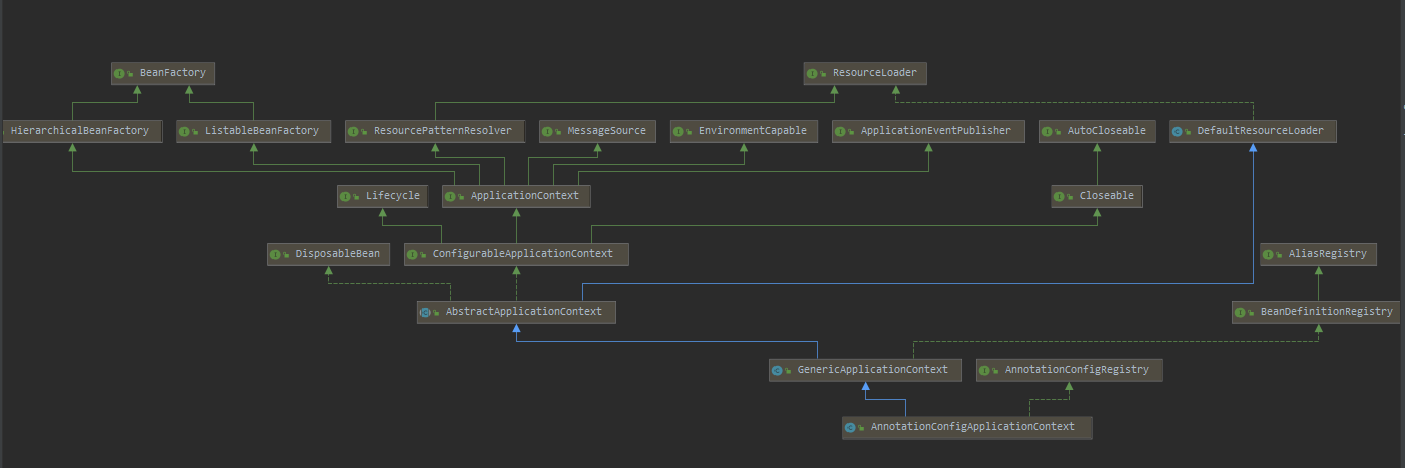 BeanFactory
ResourceLoader
HierarchicalBeanFactory
ListableBeanFactory
ResourcePatternResolver
MessageSource
EnvironmentCapable
ApplicationEventPublisher
AutoCloseable
DefaultResourceLoader
Lifecycle
ApplicationContext
Closeable
DisposableBean
ConfigurableApplicationContext
AliasRegistry
AbstractApplicationContext
BeanDefinitionRegistry
GenericApplicationContext
AnnotationConfigRegistry
AnnotationConfigApplicationContext